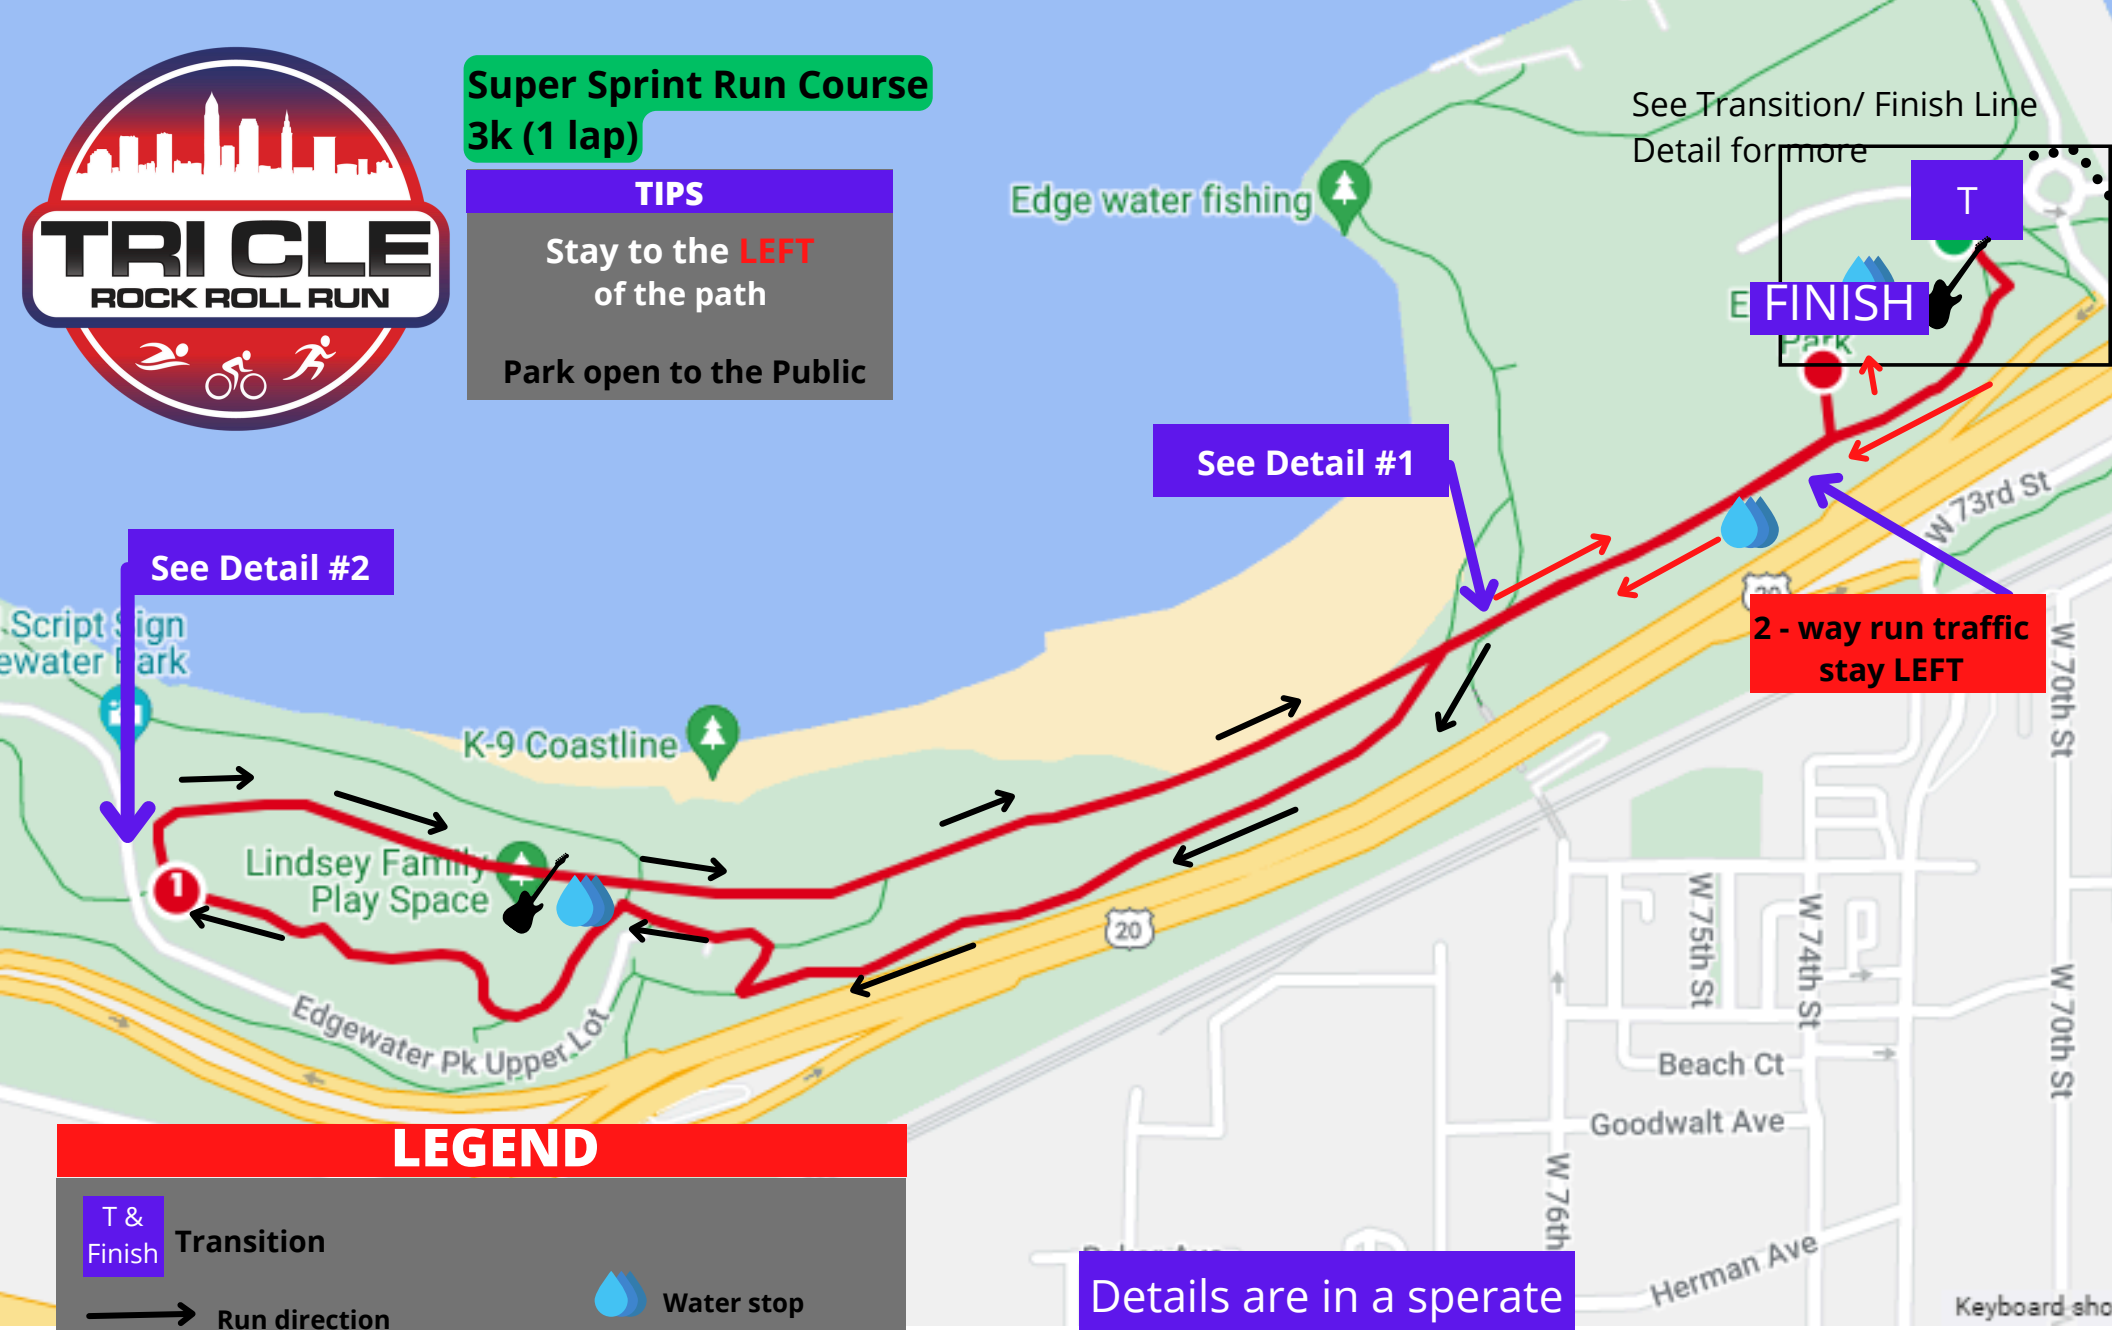 Super Sprint Run Course
3k (1 lap)
TIPS
Stay to the LEFT
of the path
Park open to the Public
TRI CLE
ROCK ROLL RUN
See Transition/ Finish Line
Detail for more
T
Edge water fishing
FINISH
E
Park
See Detail #1
W 73rd St
See Detail #2
20
2 - way run traffic
stay LEFT
Script Sign
ewater Park
W 70th St
K-9 Coastline
Lindsey Family
Play Space
1
20
W 75th St
W 74th St
W 70th St
Edgewater Pk Upper Lot
Beach Ct
Goodwalt Ave
W 76th
Herman Ave
LEGEND
T &
Finish
Transition
Water stop
Run direction
Details are in a sperate
Keyboard sho